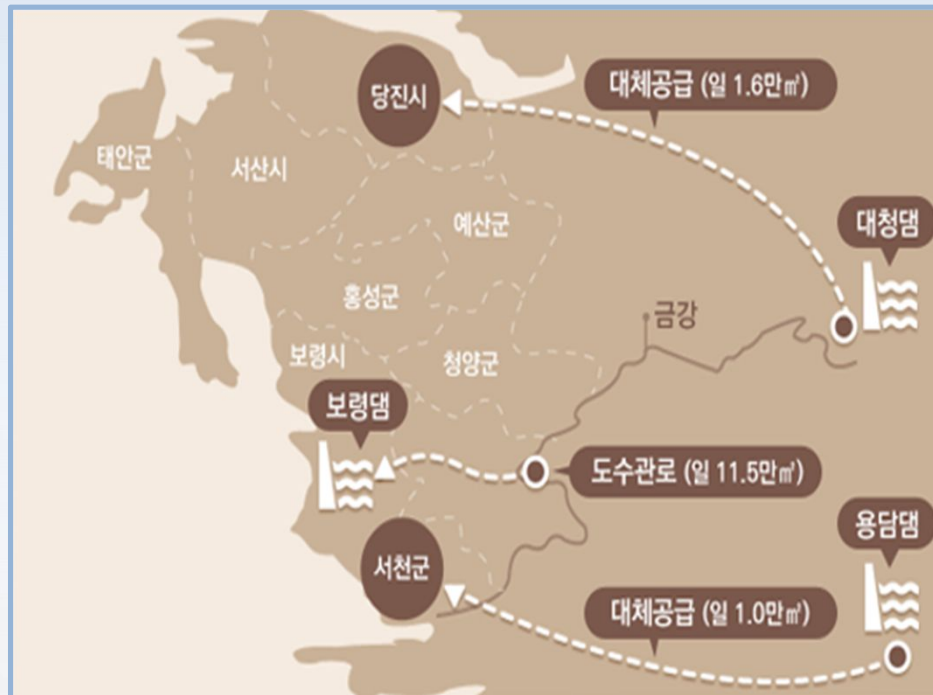 당진시
대체공급 (일 1.6만㎥)
태안군
서산시
대청댐
예산군
홍성군
금강
보령시
청양군
보령댐
도수관로 (일 11.5만㎥)
용담댐
서천군
대체공급 (일 1.0만㎥)